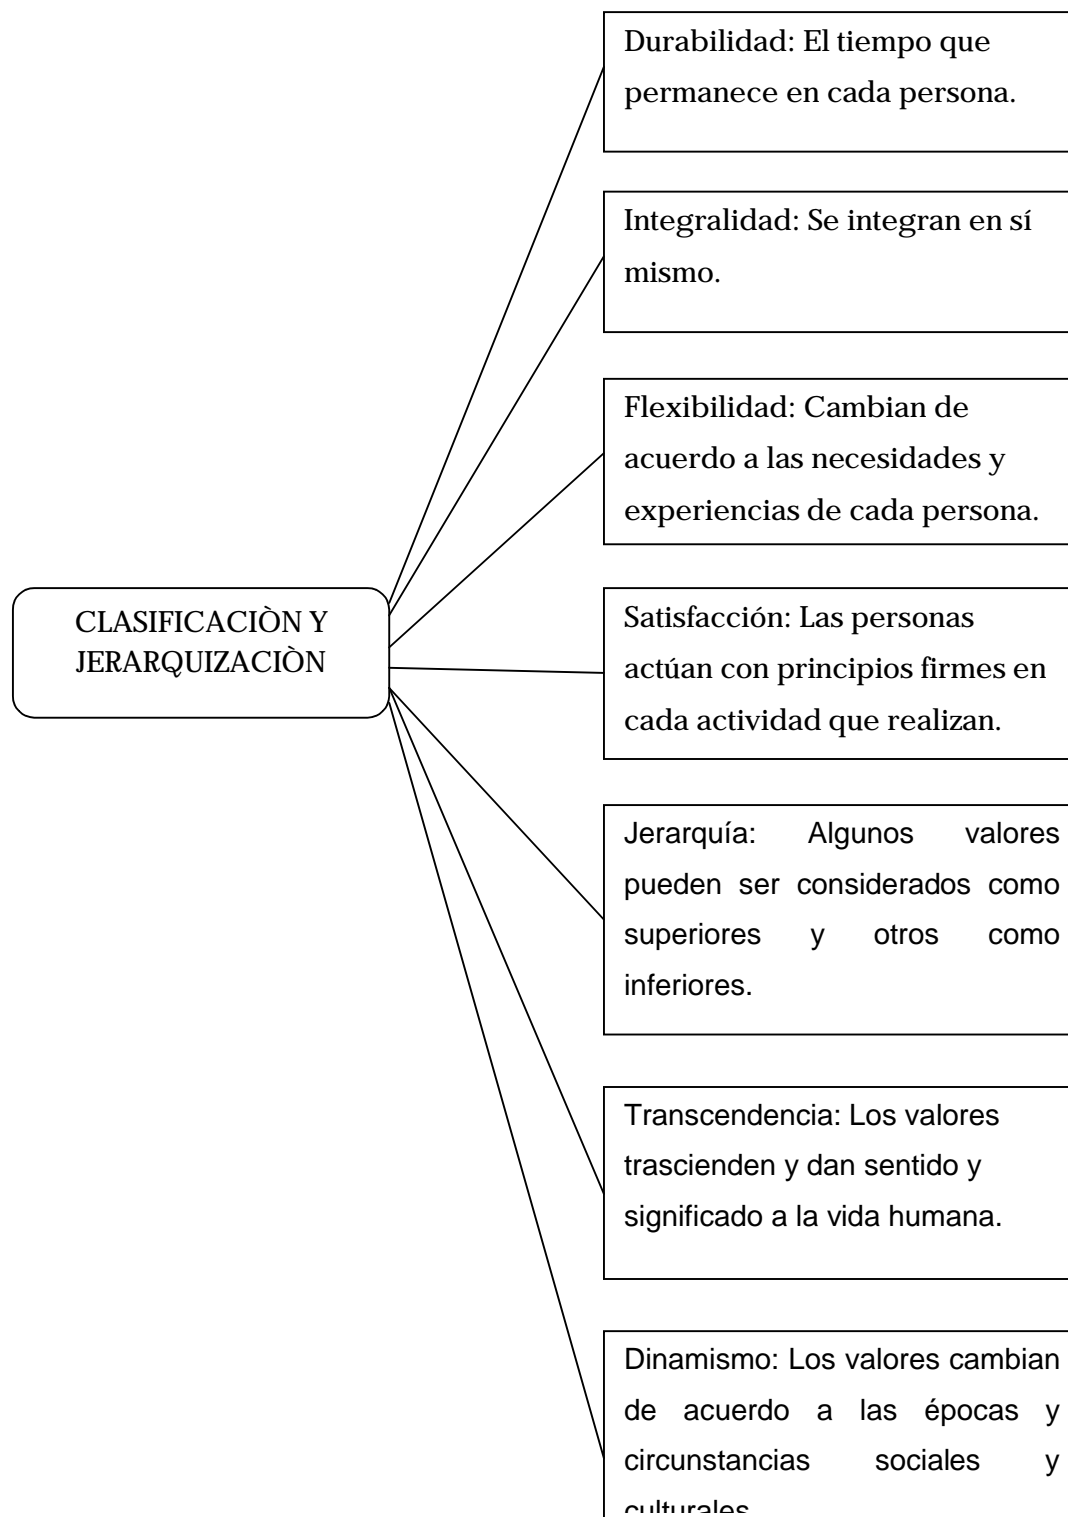 Durabilidad: El tiempo que
permanece en cada persona.
Integralidad: Se integran en sí
mismo.
Flexibilidad: Cambian de
acuerdo a las necesidades y
experiencias de cada persona.
CLASIFICACIÒN Y
JERARQUIZACIÒN
Satisfacción: Las personas
actúan con principios firmes en
cada actividad que realizan.
Jerarquía: Algunos valores
pueden ser considerados como
superiores y otros como
inferiores.
Transcendencia: Los valores
trascienden y dan sentido y
significado a la vida humana.
Dinamismo: Los valores cambian
de acuerdo a las épocas y
circunstancias sociales y
culturales